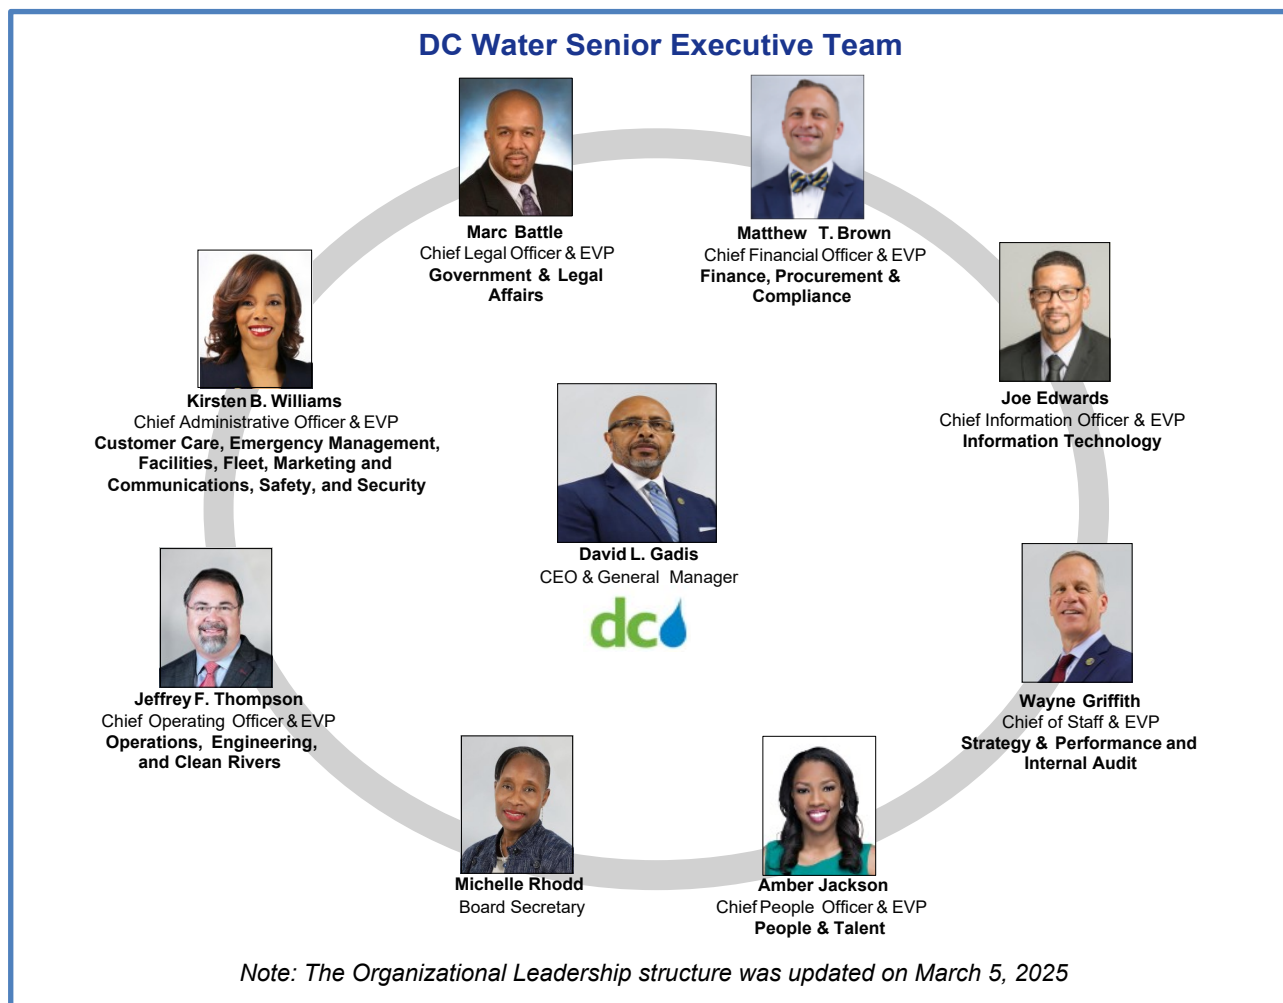 DC Water Senior Executive Team
Marc Battle
Chief Legal Officer & EVP
Government & Legal
Affairs
Matthew T. Brown
Chief Financial Officer & EVP
Finance, Procurement &
Compliance
Kirsten B. Williams
Chief Administrative Officer & EVP
Customer Care, Emergency Management,
Facilities, Fleet, Marketing and
Communications, Safety, and Security
Joe Edwards
Chief Information Officer & EVP
Information Technology
David L. Gadis
CEO & General Manager
dc
Jeffrey F. Thompson
Chief Operating Officer & EVP
Operations, Engineering,
and Clean Rivers
Wayne Griffith
Chief of Staff & EVP
Strategy & Performance and
Internal Audit
Michelle Rhodd
Board Secretary
Amber Jackson
Chief People Officer & EVP
People & Talent
Note: The Organizational Leadership structure was updated on March 5, 2025